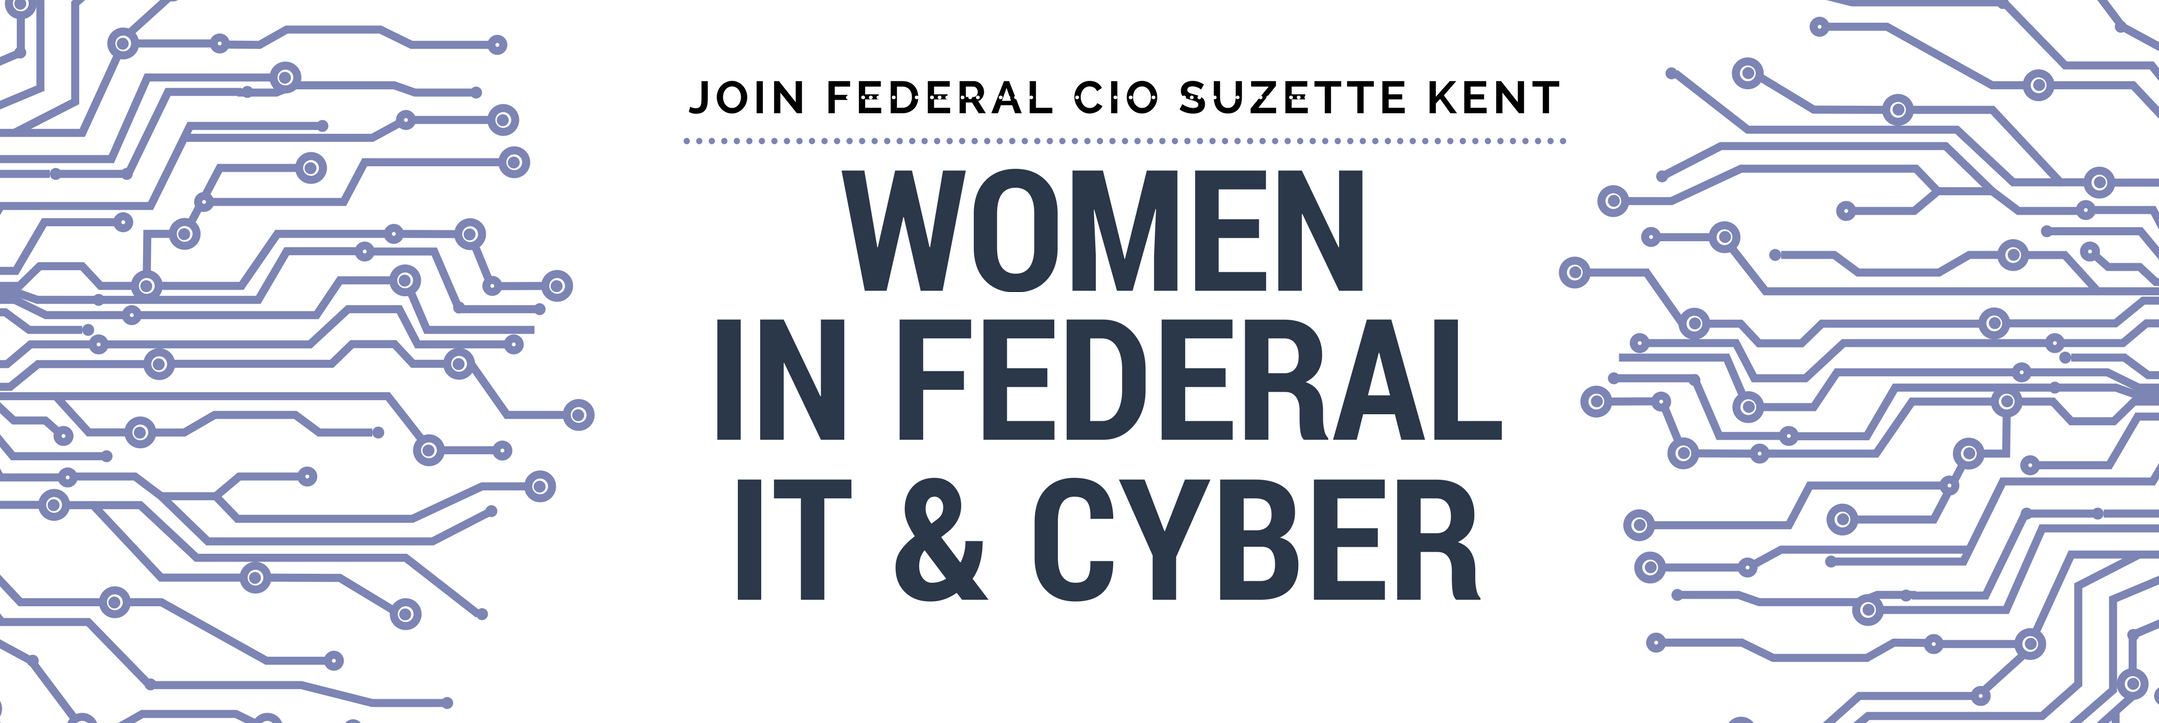 JOIN FEDERAL CIO SUZETTE KENT
WOMEN
IN FEDERAL
IT & CYBER